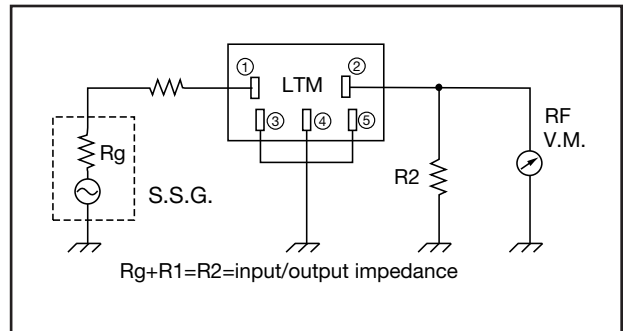 ① LTM ②
③ ④ ⑤
RF
V.M.
Rg
R2
S.S.G.
Rg+R1=R2=input/output impedance